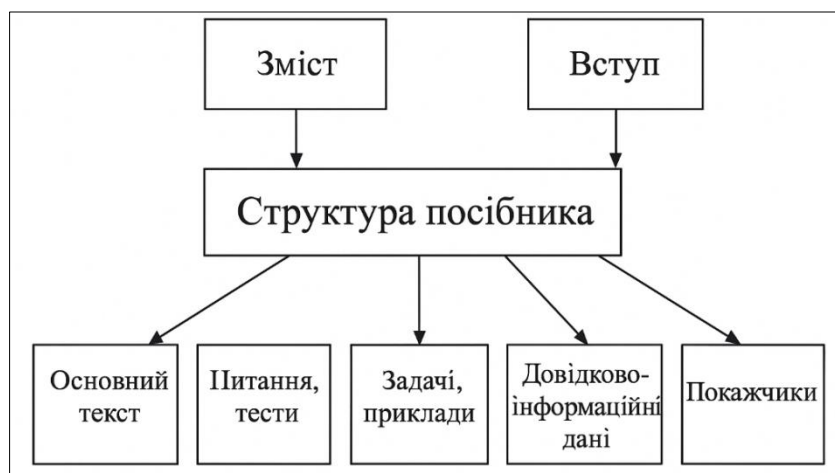 Зміст
Вступ
Структура посібника
Основний
текст
Питання,
тести
Задачі,
приклади
Довідково-
інформаційні
дані
Покажчики